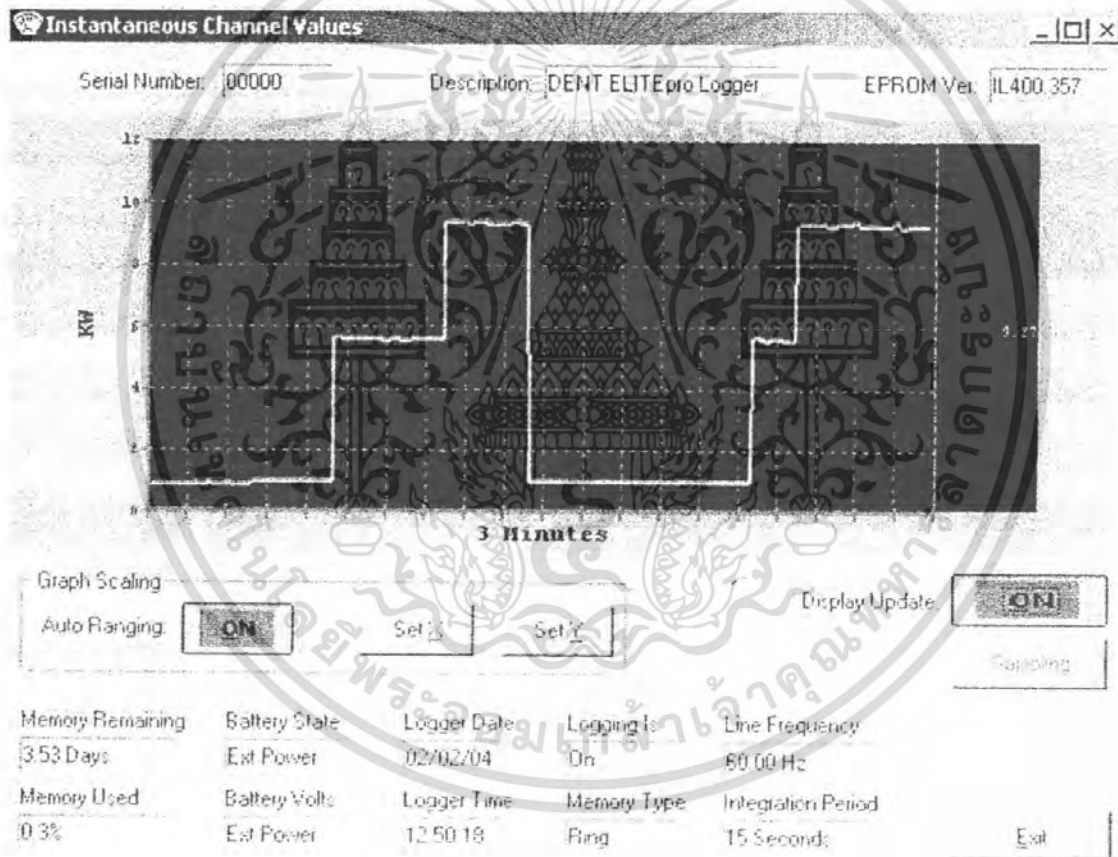 Instantaneous Channel Values
Serial Number: 00000 Description: DENT ELITEpro Logger EPROM Ver: IL400.357
12
10
8
6
4
2
0
KW
3 Minutes
Graph Scaling
Auto Ranging: ON Set X Set Y
Display Update: ON
Sampling
Memory Remaining Battery State Logger Date Logging Is Line Frequency
3.53 Days Ext Power 02/02/04 On 60.00 Hz
Memory Used Battery Volts Logger Time Memory Type Integration Period
0.3% Ext Power 12:50:18 Ring 15 Seconds
Exit